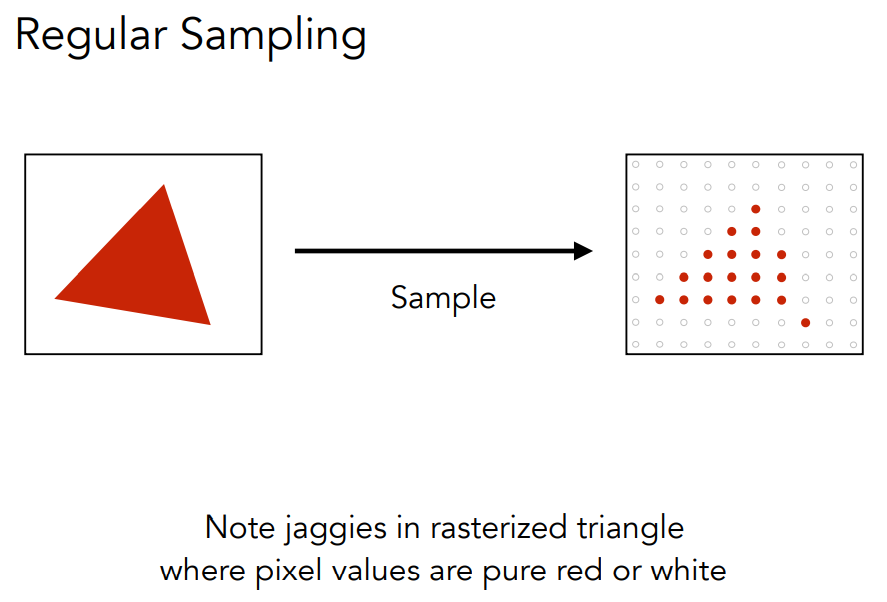 Regular Sampling
Sample
Note jaggies in rasterized triangle
where pixel values are pure red or white